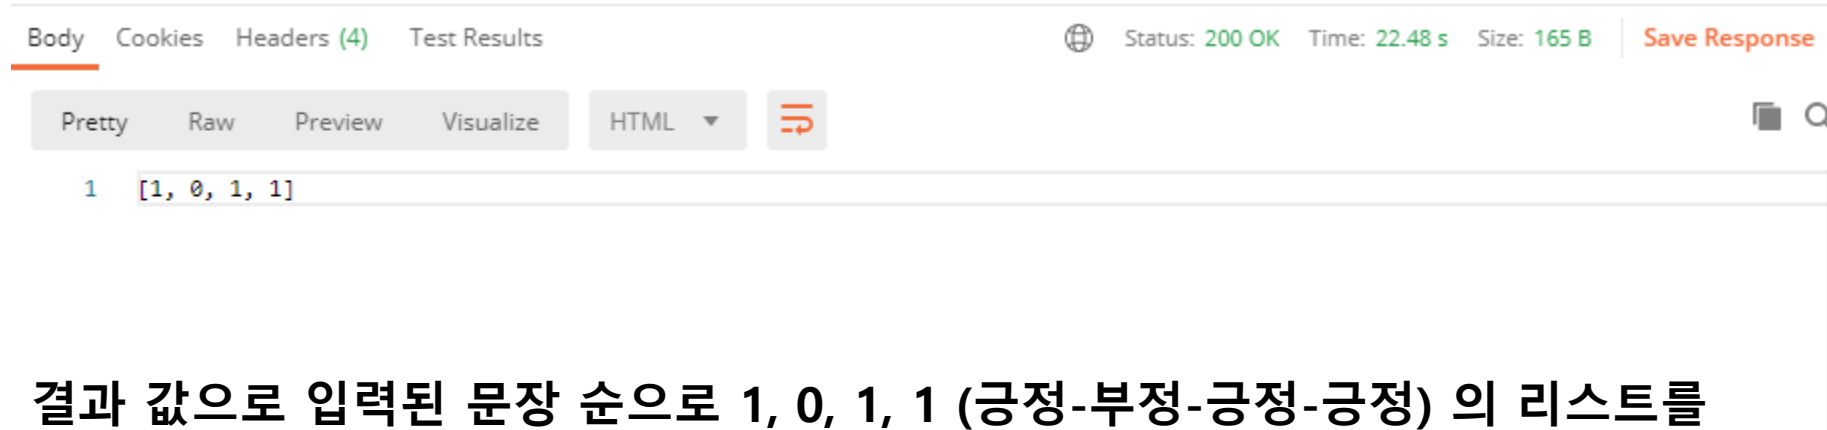 Body Cookies Headers (4) Test Results Status: 200 OK Time: 22.48 s Size: 165 B Save Response
Pretty Raw Preview Visualize HTML
1 [1, 0, 1, 1]
결과 값으로 입력된 문장 순으로 1, 0, 1, 1 (긍정-부정-긍정-긍정) 의 리스트를